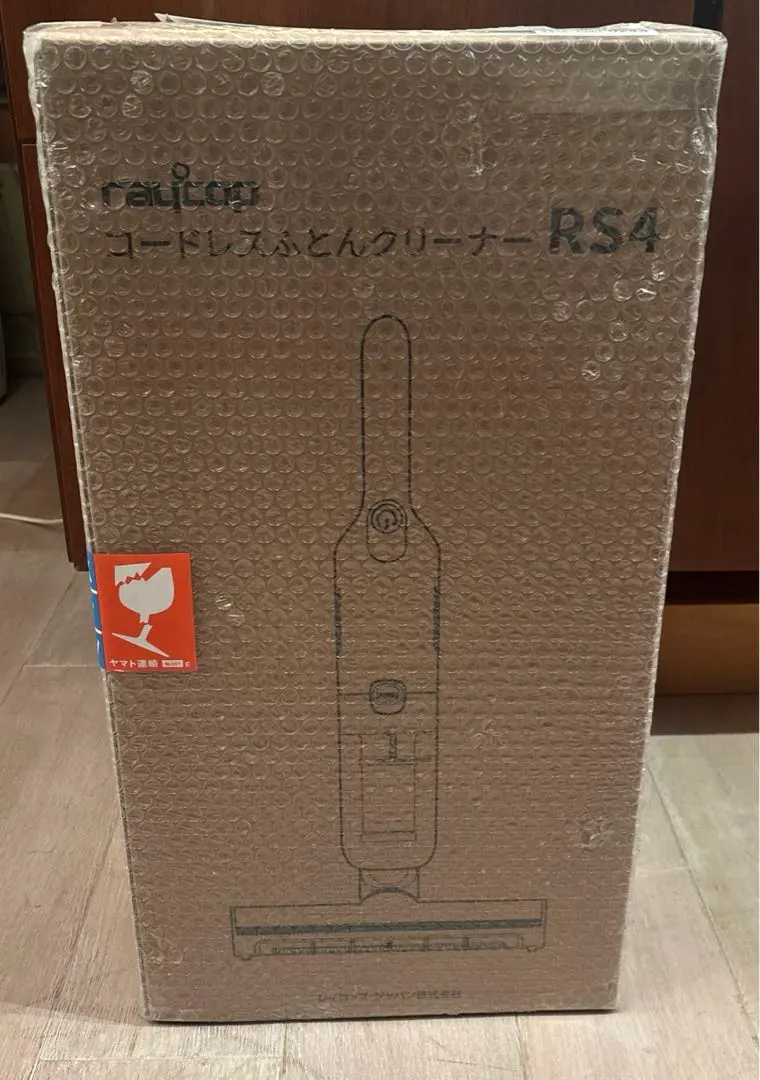 raycop
コードレスふとんクリーナー RS4
ヤマト運輸
レイコップ・ジャパン株式会社